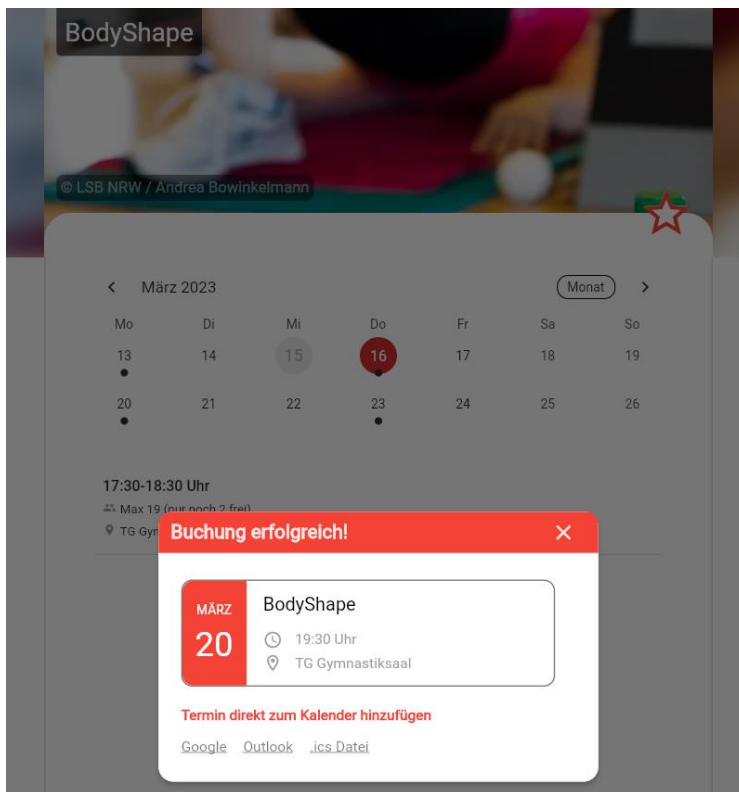 BodyShape
© LSB NRW / Andrea Bowinkelmann
März 2023 Monat
Mo Di Mi Do Fr Sa So
13 14 15 16 17 18 19
20 21 22 23 24 25 26
17:30-18:30 Uhr
Max 19 (nur noch 2 frei)
TG
Buchung erfolgreich!
MÄRZ
20
BodyShape
19:30 Uhr
TG Gymnastiksaal
Termin direkt zum Kalender hinzufügen
Google Outlook .ics Datei